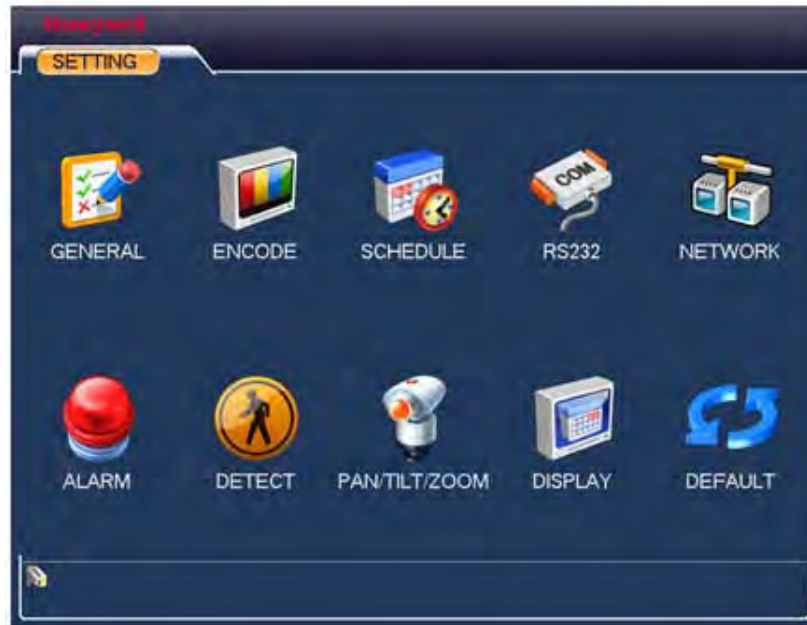 Honeywell
SETTING
COM
GENERAL
ENCODE
SCHEDULE
RS232
NETWORK
ALARM
DETECT
PAN/TILT/ZOOM
DISPLAY
DEFAULT